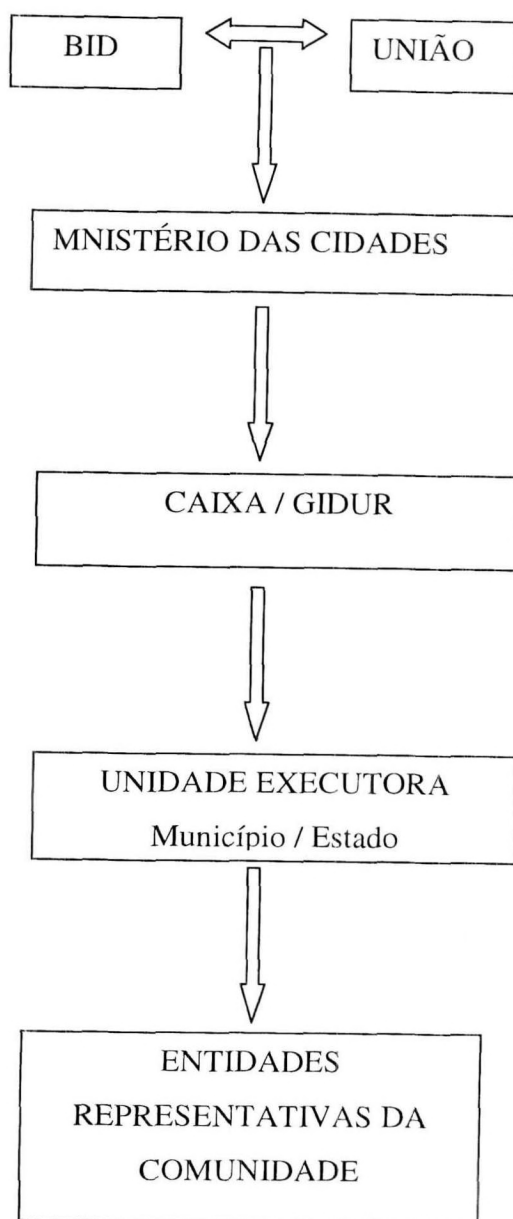 BID
UNIÃO
MNISTÉRIO DAS CIDADES
CAIXA / GIDUR
UNIDADE EXECUTORA
Município / Estado
ENTIDADES
REPRESENTATIVAS DA
COMUNIDADE